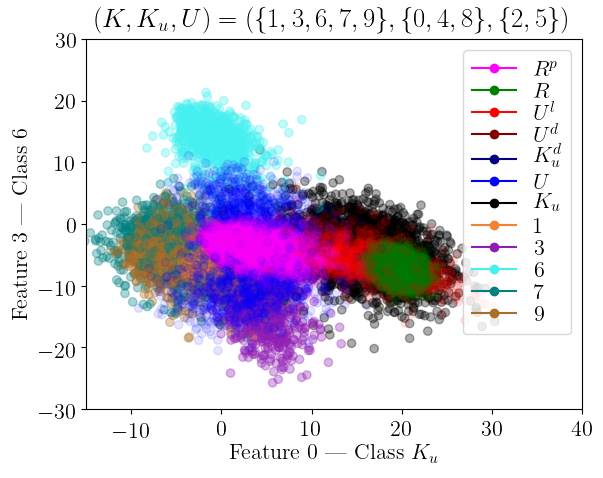 (K, K_u, U) = ({1, 3, 6, 7, 9}, {0, 4, 8}, {2, 5})
30
20
10
0
−10
−20
−30
Feature 3 — Class 6
R^p
R
U^l
U^d
K_u^d
U
K_u
1
3
6
7
9
−10
0
10
20
30
40
Feature 0 — Class K_u